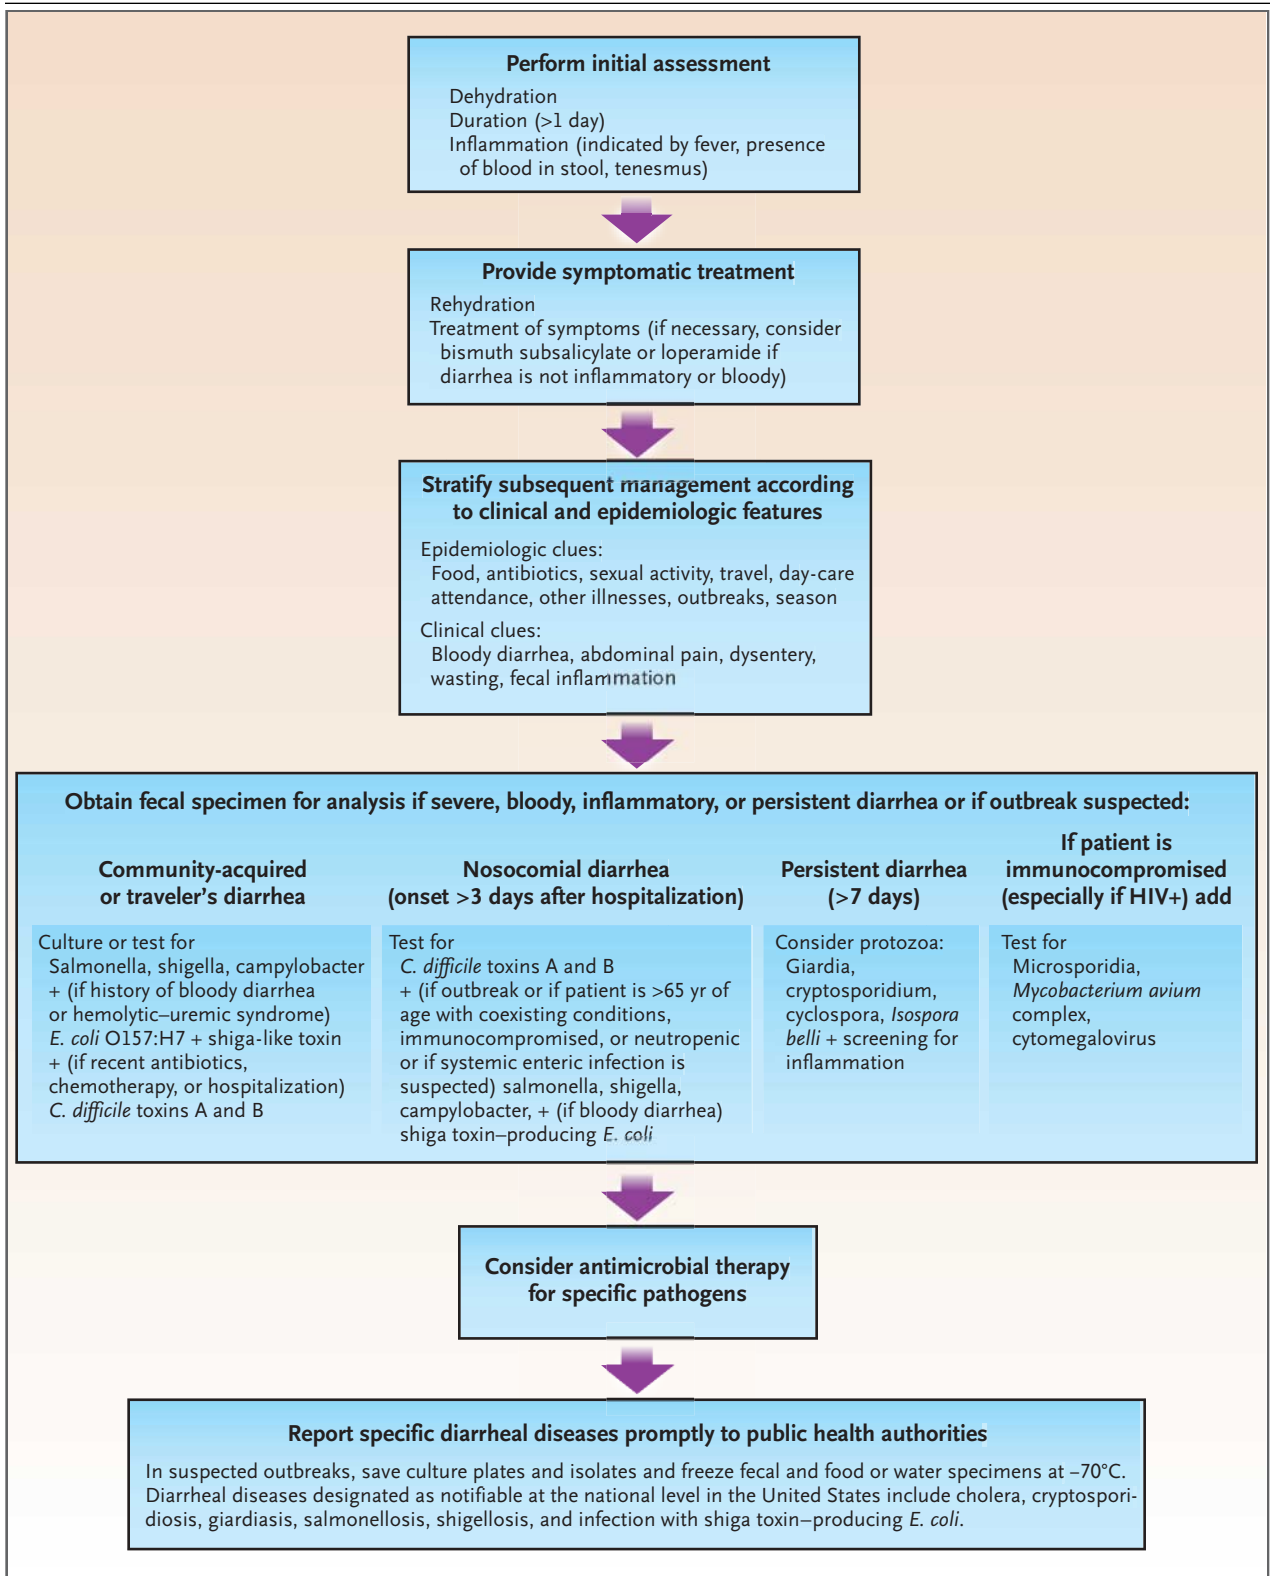 Perform initial assessment
Dehydration
Duration (>1 day)
Inflammation (indicated by fever, presence
of blood in stool, tenesmus)
Provide symptomatic treatment
Rehydration
Treatment of symptoms (if necessary, consider
bismuth subsalicylate or loperamide if
diarrhea is not inflammatory or bloody)
Stratify subsequent management according
to clinical and epidemiologic features
Epidemiologic clues:
Food, antibiotics, sexual activity, travel, day-care
attendance, other illnesses, outbreaks, season
Clinical clues:
Bloody diarrhea, abdominal pain, dysentery,
wasting, fecal inflammation
Obtain fecal specimen for analysis if severe, bloody, inflammatory, or persistent diarrhea or if outbreak suspected:
Community-acquired
or traveler's diarrhea
Culture or test for
Salmonella, shigella, campylobacter
+ (if history of bloody diarrhea
or hemolytic–uremic syndrome)
E. coli O157:H7 + shiga-like toxin
+ (if recent antibiotics,
chemotherapy, or hospitalization)
C. difficile toxins A and B
Nosocomial diarrhea
(onset >3 days after hospitalization)
Test for
C. difficile toxins A and B
+ (if outbreak or if patient is >65 yr of
age with coexisting conditions,
immunocompromised, or neutropenic
or if systemic enteric infection is
suspected) salmonella, shigella,
campylobacter, + (if bloody diarrhea)
shiga toxin–producing E. coli
Persistent diarrhea
(>7 days)
Consider protozoa:
Giardia,
cryptosporidium,
cyclospora, Isospora
belli + screening for
inflammation
If patient is
immunocompromised
(especially if HIV+) add
Test for
Microsporidia,
Mycobacterium avium
complex,
cytomegalovirus
Consider antimicrobial therapy
for specific pathogens
Report specific diarrheal diseases promptly to public health authorities
In suspected outbreaks, save culture plates and isolates and freeze fecal and food or water specimens at –70°C.
Diarrheal diseases designated as notifiable at the national level in the United States include cholera, cryptospori-
diosis, giardiasis, salmonellosis, shigellosis, and infection with shiga toxin–producing E. coli.